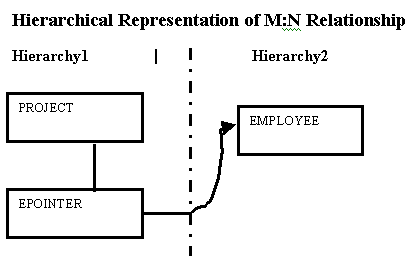 Hierarchical Representation of M:N Relationship
Hierarchy1 | Hierarchy2
PROJECT
EMPLOYEE
EPOINTER